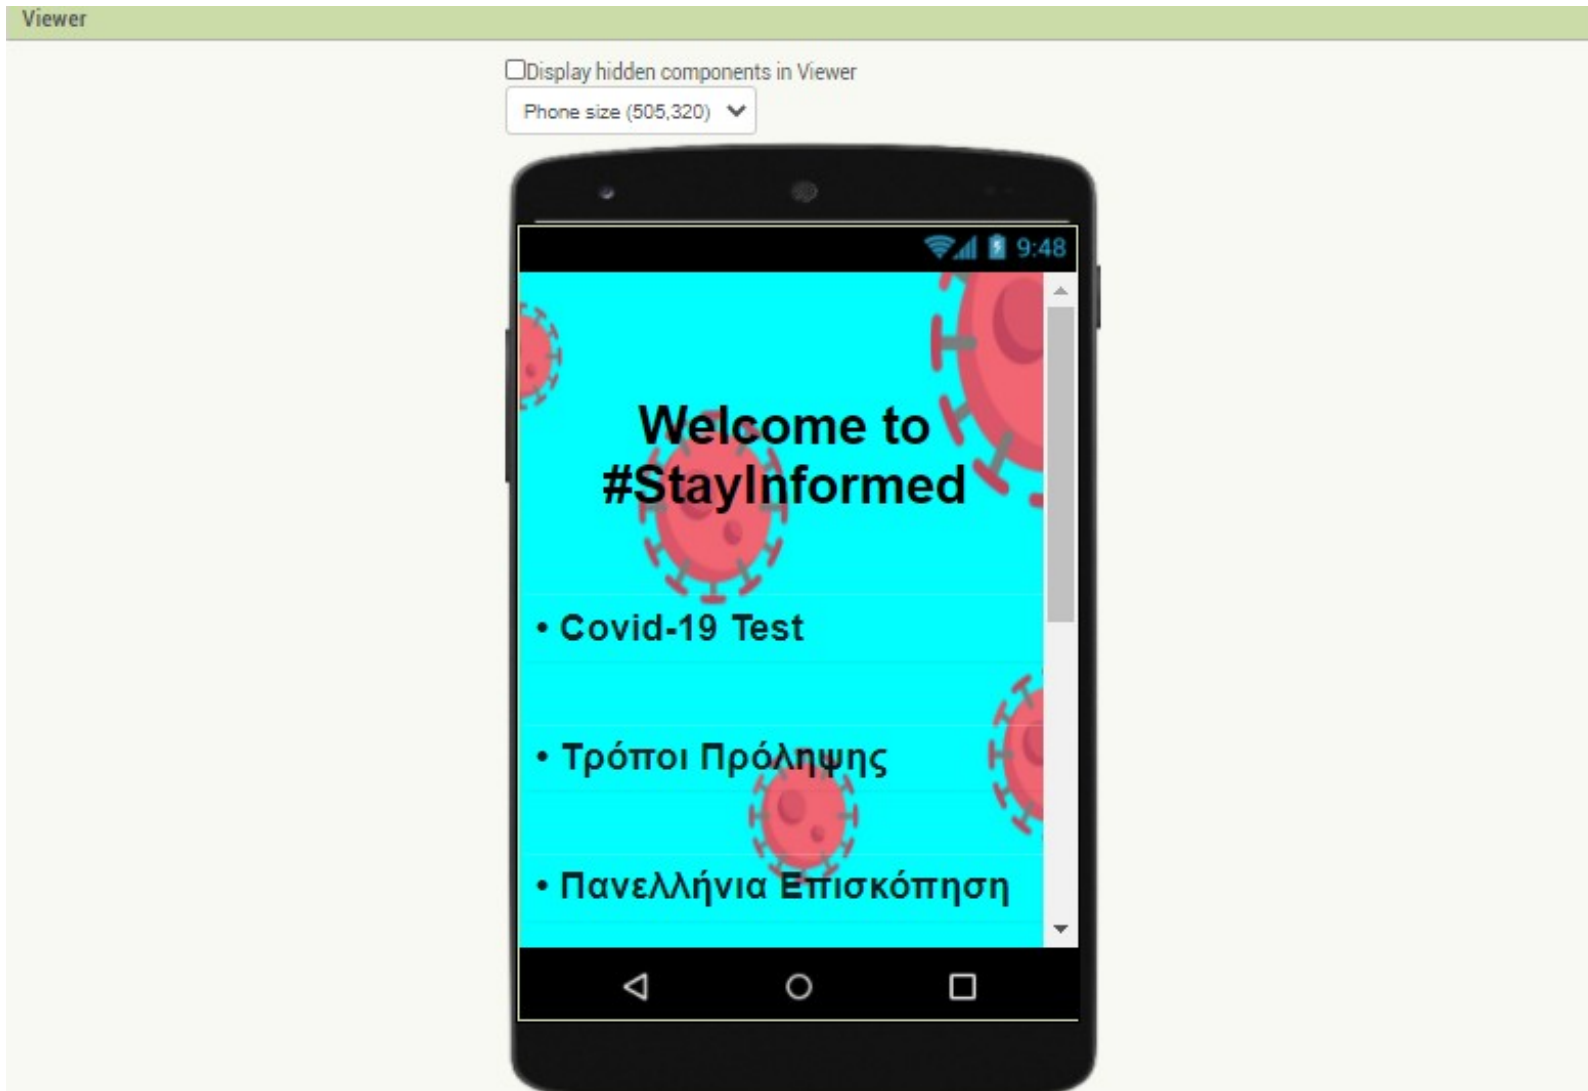 Viewer
Display hidden components in Viewer
Phone size (505,320)
9:48
Welcome to
#StayInformed
• Covid-19 Test
• Τρόποι Πρόληψης
• Πανελλήνια Επισκόπηση